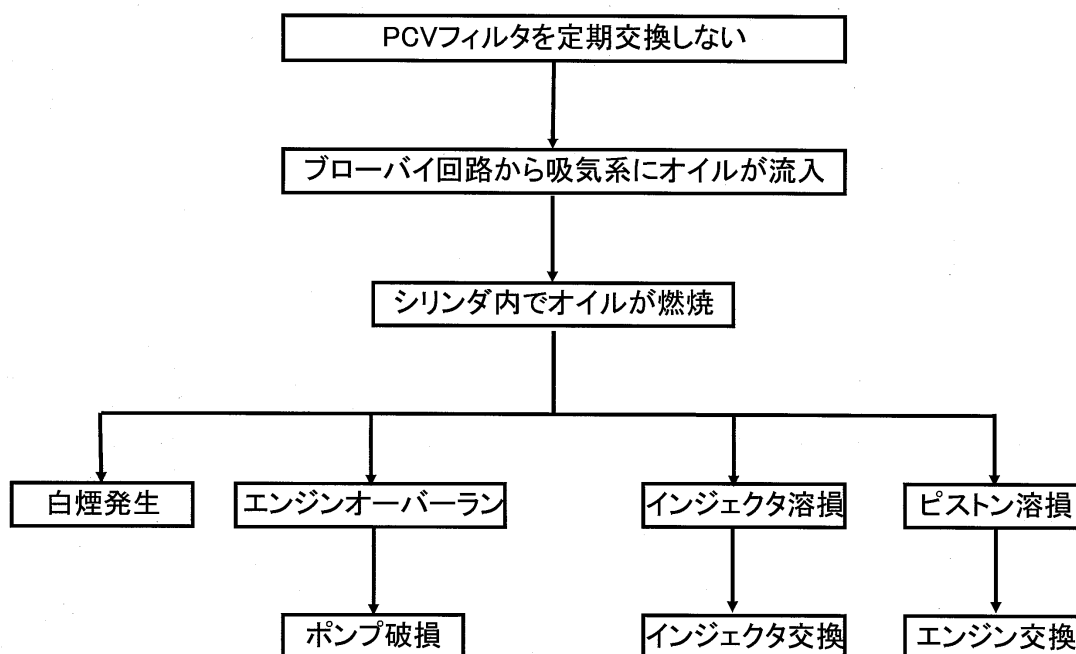 PCVフィルタを定期交換しない
ブローバイ回路から吸気系にオイルが流入
シリンダ内でオイルが燃焼
白煙発生
エンジンオーバーラン
インジェクタ溶損
ピストン溶損
ポンプ破損
インジェクタ交換
エンジン交換